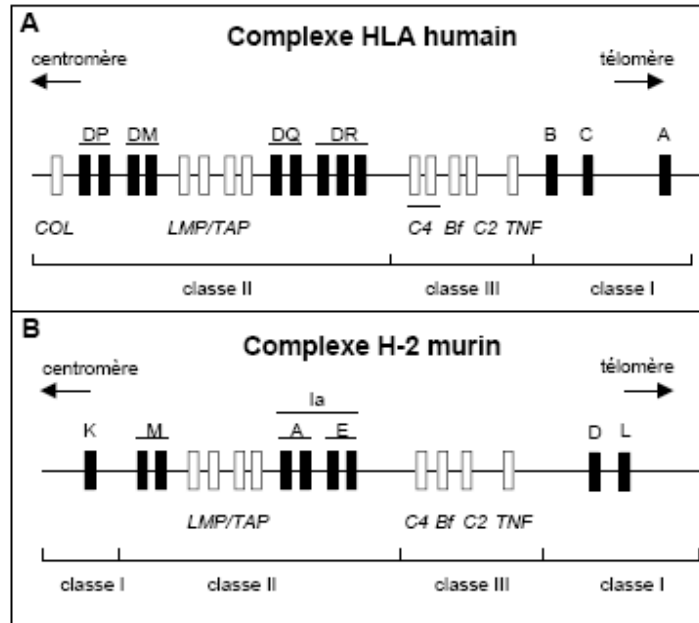 A
Complexe HLA humain
centromère
télomère
DP DM DQ DR B C A
COL LMP/TAP C4 Bf C2 TNF
classe II classe III classe I
B
Complexe H-2 murin
centromère
télomère
Ia
K M A E D L
LMP/TAP C4 Bf C2 TNF
classe I classe II classe III classe I